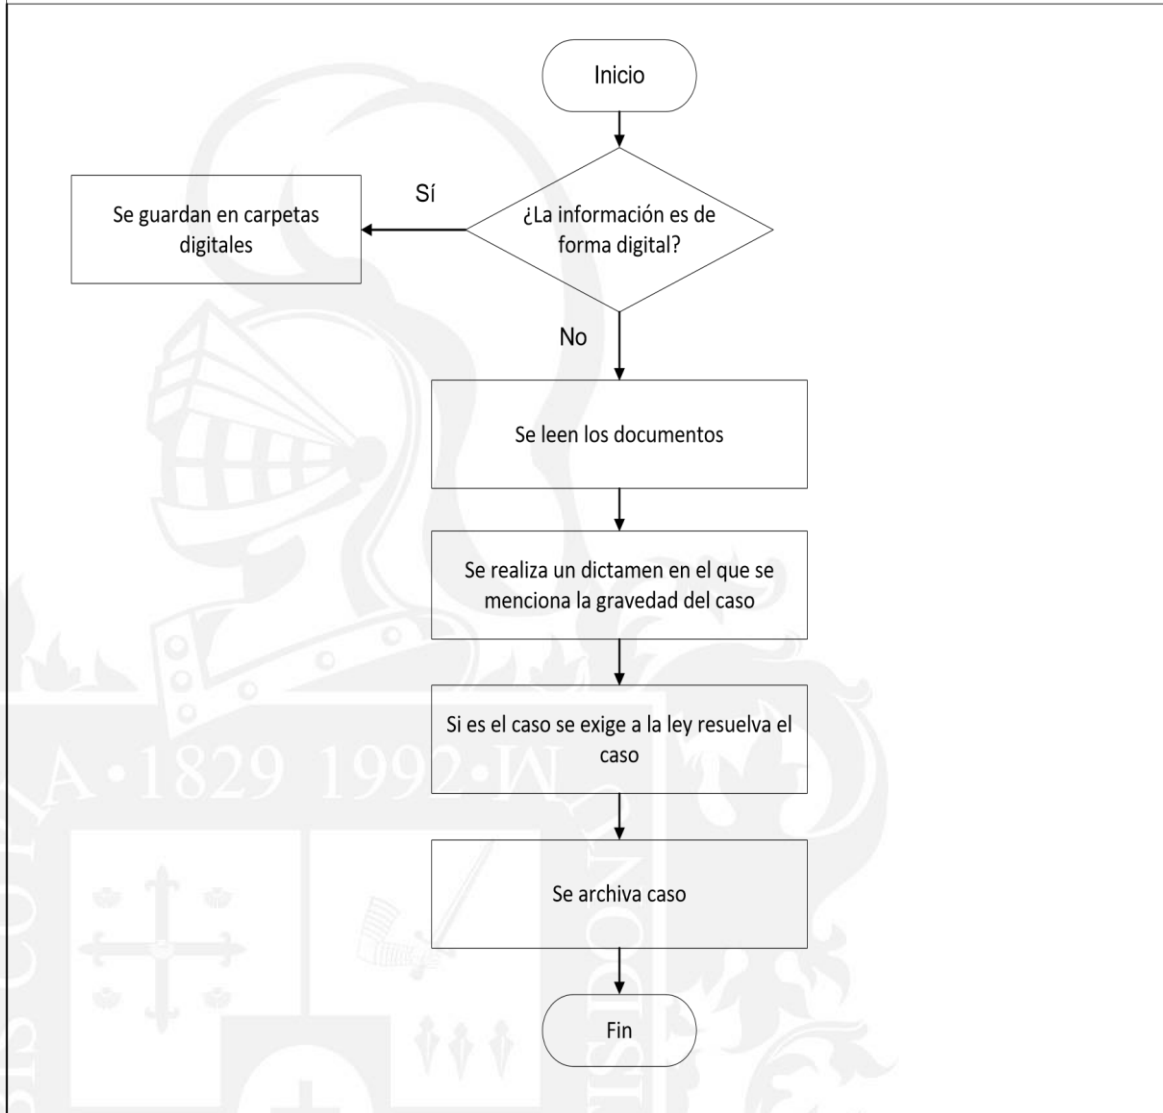 Inicio
Sí
¿La información es de
forma digital?
Se guardan en carpetas
digitales
No
Se leen los documentos
Se realiza un dictamen en el que se
menciona la gravedad del caso
Si es el caso se exige a la ley resuelva el
caso
A • 1829 1992 •
Se archiva caso
Fin